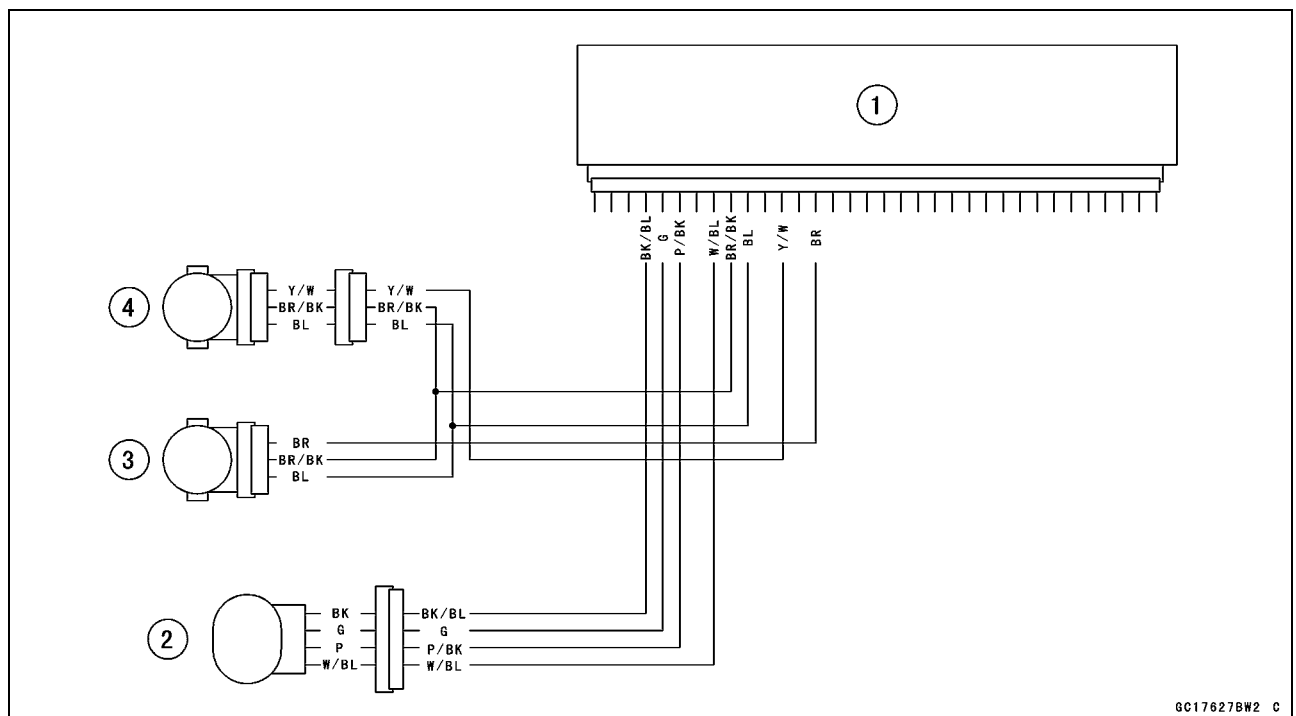 1
BK/BL
G
P/BK
W/BL
BR/BK
BL
Y/W
BR
4
Y/W Y/W
BR/BK BR/BK
BL BL
3
BR
BR/BK
BL
2
BK BK/BL
G G
P P/BK
W/BL W/BL
GC17627BW2 C